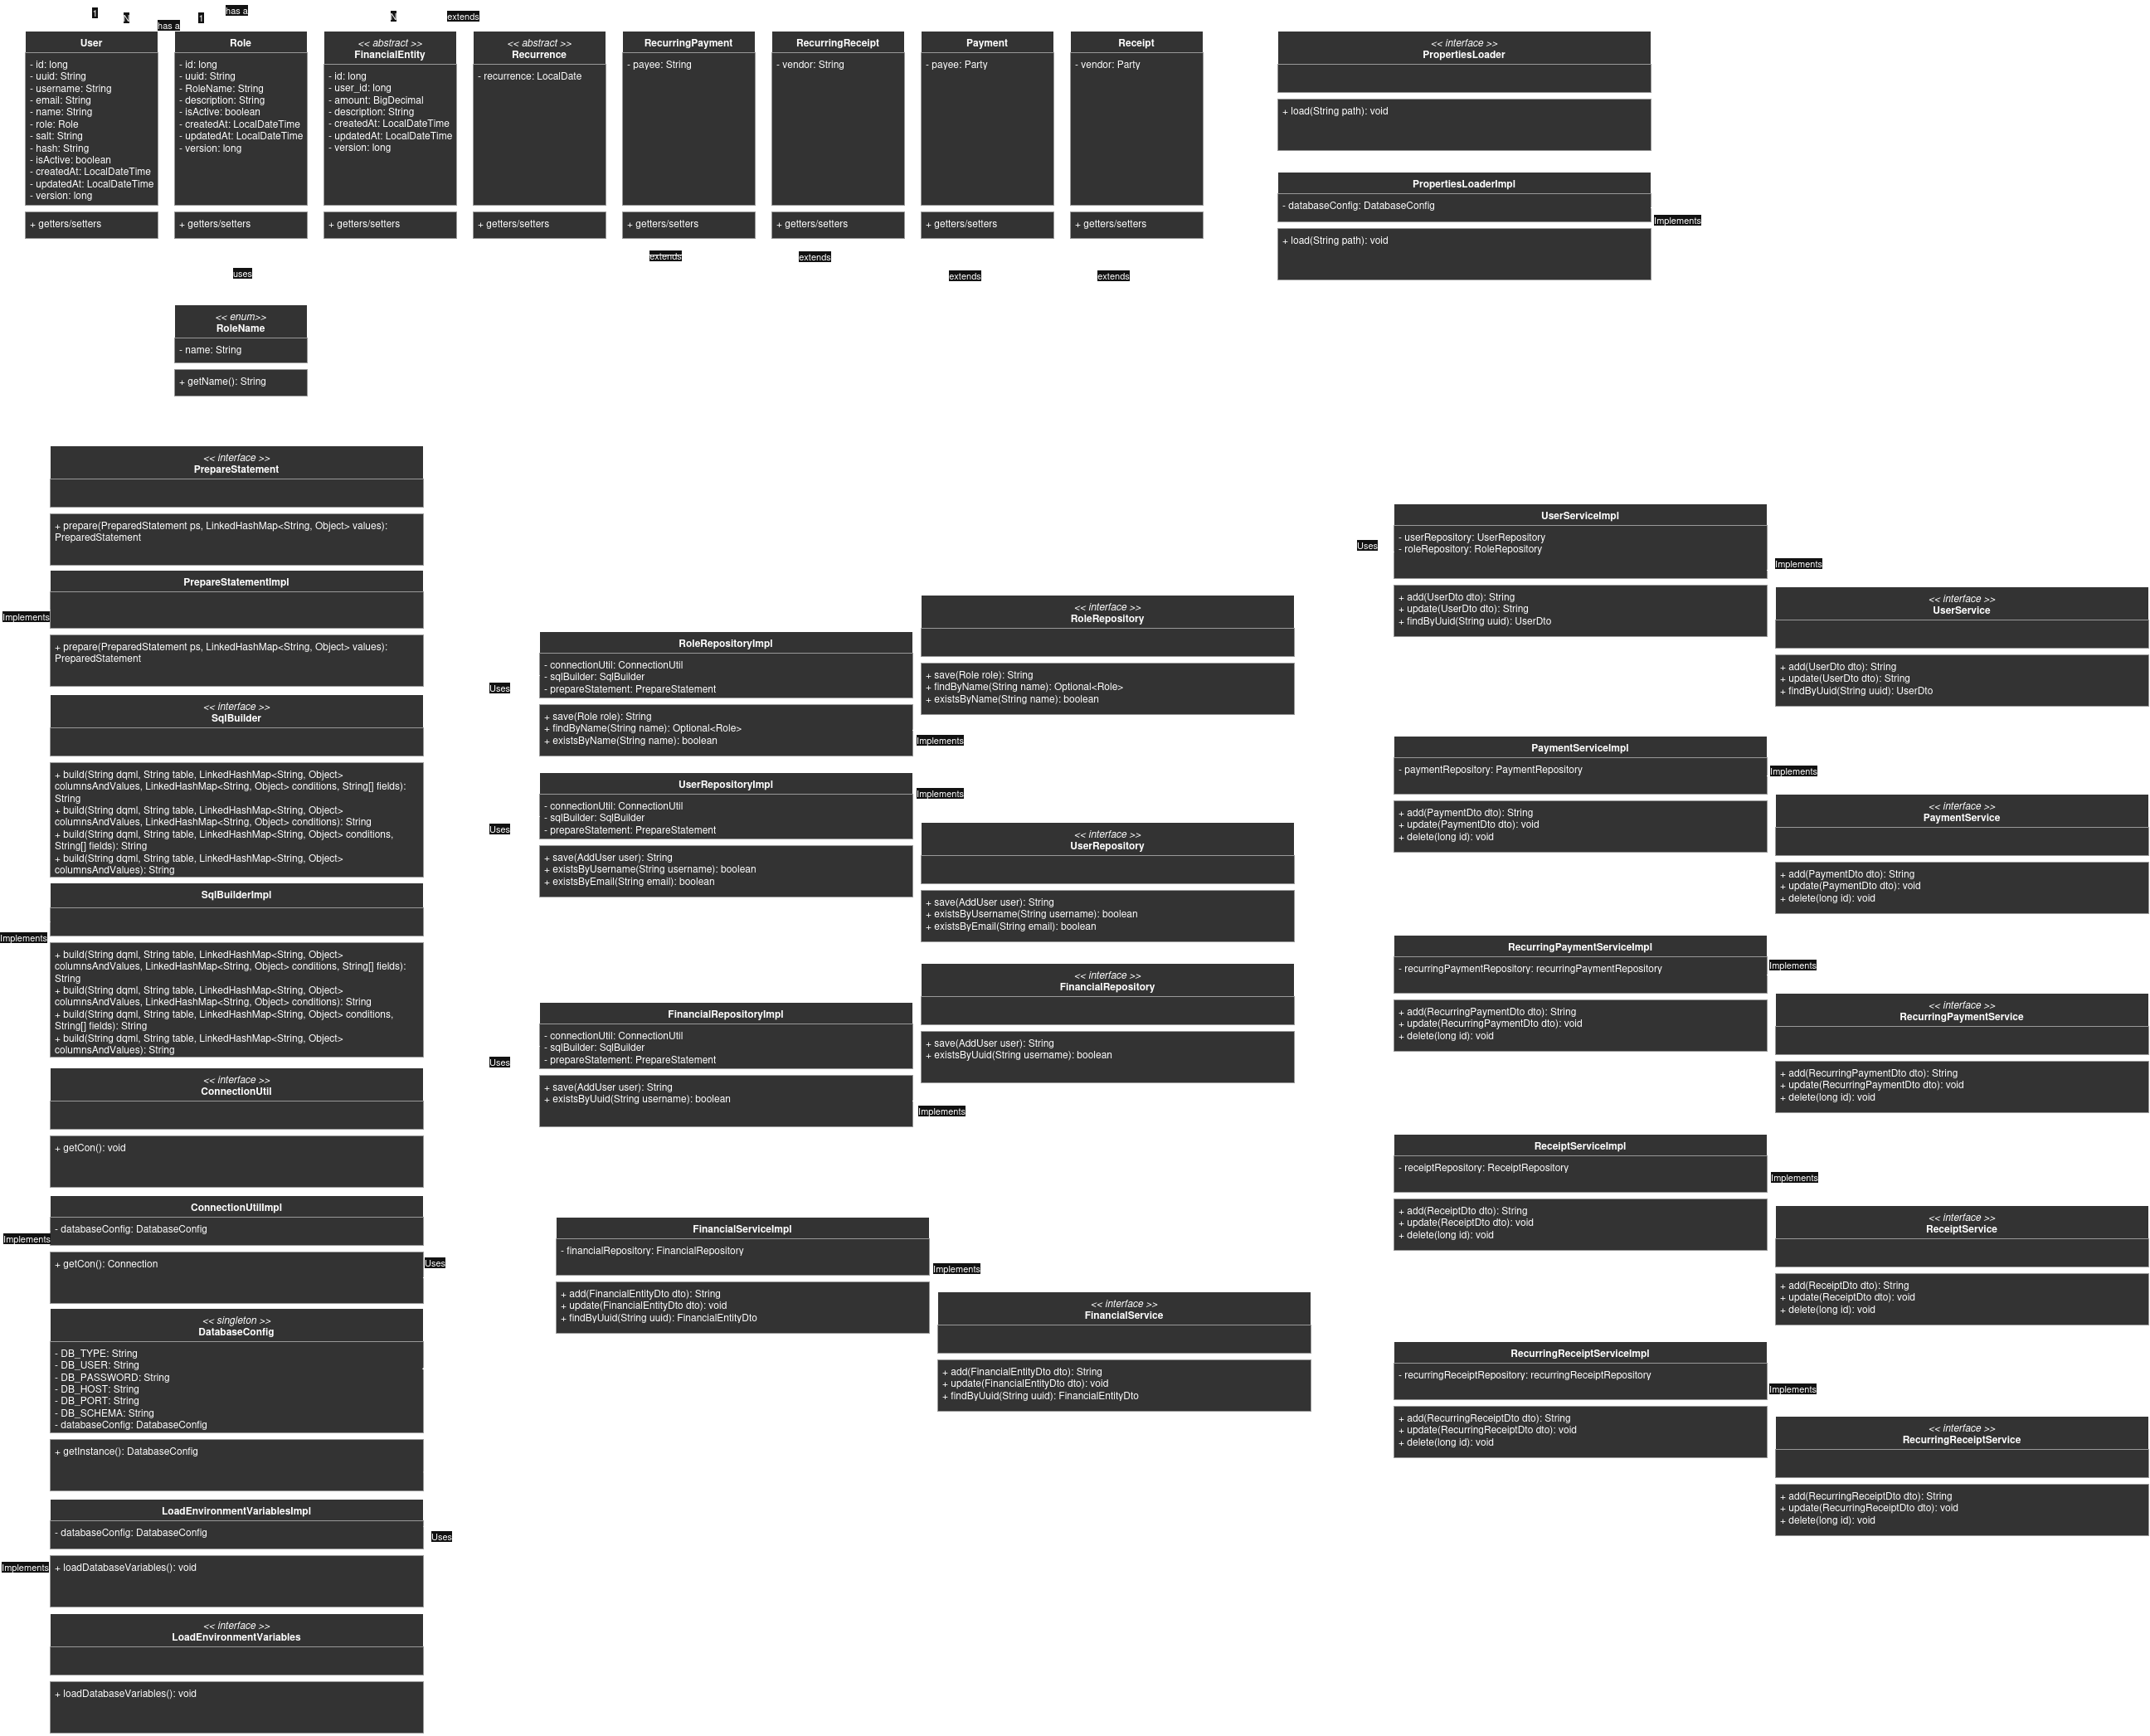 1
N
has a
1
has a
N
extends
User
- id: long
- uuid: String
- username: String
- email: String
- name: String
- role: Role
- salt: String
- hash: String
- isActive: boolean
- createdAt: LocalDateTime
- updatedAt: LocalDateTime
- version: long
+ getters/setters
Role
- id: long
- uuid: String
- RoleName: String
- description: String
- isActive: boolean
- createdAt: LocalDateTime
- updatedAt: LocalDateTime
- version: long
+ getters/setters
<< abstract >>
FinancialEntity
- id: long
- user_id: long
- amount: BigDecimal
- description: String
- createdAt: LocalDateTime
- updatedAt: LocalDateTime
- version: long
+ getters/setters
<< abstract >>
Recurrence
- recurrence: LocalDate
+ getters/setters
RecurringPayment
- payee: String
+ getters/setters
extends
RecurringReceipt
- vendor: String
+ getters/setters
extends
Payment
- payee: Party
+ getters/setters
extends
Receipt
- vendor: Party
+ getters/setters
extends
<< interface >>
PropertiesLoader
+ load(String path): void
PropertiesLoaderImpl
- databaseConfig: DatabaseConfig
+ load(String path): void
Implements
uses
<< enum>>
RoleName
- name: String
+ getName(): String
<< interface >>
PrepareStatement
+ prepare(PreparedStatement ps, LinkedHashMap<String, Object> values):
PreparedStatement
PrepareStatementImpl
Implements
+ prepare(PreparedStatement ps, LinkedHashMap<String, Object> values):
PreparedStatement
<< interface >>
SqlBuilder
+ build(String dqml, String table, LinkedHashMap<String, Object>
columnsAndValues, LinkedHashMap<String, Object> conditions, String[] fields):
String
+ build(String dqml, String table, LinkedHashMap<String, Object>
columnsAndValues, LinkedHashMap<String, Object> conditions): String
+ build(String dqml, String table, LinkedHashMap<String, Object> conditions,
String[] fields): String
+ build(String dqml, String table, LinkedHashMap<String, Object>
columnsAndValues): String
SqlBuilderImpl
Implements
+ build(String dqml, String table, LinkedHashMap<String, Object>
columnsAndValues, LinkedHashMap<String, Object> conditions, String[] fields):
String
+ build(String dqml, String table, LinkedHashMap<String, Object>
columnsAndValues, LinkedHashMap<String, Object> conditions): String
+ build(String dqml, String table, LinkedHashMap<String, Object> conditions,
String[] fields): String
+ build(String dqml, String table, LinkedHashMap<String, Object>
columnsAndValues): String
<< interface >>
ConnectionUtil
+ getCon(): void
ConnectionUtilImpl
- databaseConfig: DatabaseConfig
Implements
+ getCon(): Connection
Uses
<< singleton >>
DatabaseConfig
- DB_TYPE: String
- DB_USER: String
- DB_PASSWORD: String
- DB_HOST: String
- DB_PORT: String
- DB_SCHEMA: String
- databaseConfig: DatabaseConfig
+ getInstance(): DatabaseConfig
LoadEnvironmentVariablesImpl
- databaseConfig: DatabaseConfig
Uses
Implements
+ loadDatabaseVariables(): void
<< interface >>
LoadEnvironmentVariables
+ loadDatabaseVariables(): void
RoleRepositoryImpl
- connectionUtil: ConnectionUtil
- sqlBuilder: SqlBuilder
- prepareStatement: PrepareStatement
Uses
+ save(Role role): String
+ findByName(String name): Optional<Role>
+ existsByName(String name): boolean
Implements
<< interface >>
RoleRepository
+ save(Role role): String
+ findByName(String name): Optional<Role>
+ existsByName(String name): boolean
UserRepositoryImpl
- connectionUtil: ConnectionUtil
- sqlBuilder: SqlBuilder
- prepareStatement: PrepareStatement
Implements
Uses
+ save(AddUser user): String
+ existsByUsername(String username): boolean
+ existsByEmail(String email): boolean
<< interface >>
UserRepository
+ save(AddUser user): String
+ existsByUsername(String username): boolean
+ existsByEmail(String email): boolean
<< interface >>
FinancialRepository
+ save(AddUser user): String
+ existsByUuid(String username): boolean
FinancialRepositoryImpl
- connectionUtil: ConnectionUtil
- sqlBuilder: SqlBuilder
- prepareStatement: PrepareStatement
Uses
+ save(AddUser user): String
+ existsByUuid(String username): boolean
Implements
FinancialServiceImpl
- financialRepository: FinancialRepository
Implements
+ add(FinancialEntityDto dto): String
+ update(FinancialEntityDto dto): void
+ findByUuid(String uuid): FinancialEntityDto
<< interface >>
FinancialService
+ add(FinancialEntityDto dto): String
+ update(FinancialEntityDto dto): void
+ findByUuid(String uuid): FinancialEntityDto
UserServiceImpl
- userRepository: UserRepository
- roleRepository: RoleRepository
Uses
Implements
+ add(UserDto dto): String
+ update(UserDto dto): String
+ findByUuid(String uuid): UserDto
<< interface >>
UserService
+ add(UserDto dto): String
+ update(UserDto dto): String
+ findByUuid(String uuid): UserDto
PaymentServiceImpl
- paymentRepository: PaymentRepository
Implements
+ add(PaymentDto dto): String
+ update(PaymentDto dto): void
+ delete(long id): void
<< interface >>
PaymentService
+ add(PaymentDto dto): String
+ update(PaymentDto dto): void
+ delete(long id): void
RecurringPaymentServiceImpl
- recurringPaymentRepository: recurringPaymentRepository
Implements
+ add(RecurringPaymentDto dto): String
+ update(RecurringPaymentDto dto): void
+ delete(long id): void
<< interface >>
RecurringPaymentService
+ add(RecurringPaymentDto dto): String
+ update(RecurringPaymentDto dto): void
+ delete(long id): void
ReceiptServiceImpl
- receiptRepository: ReceiptRepository
Implements
+ add(ReceiptDto dto): String
+ update(ReceiptDto dto): void
+ delete(long id): void
<< interface >>
ReceiptService
+ add(ReceiptDto dto): String
+ update(ReceiptDto dto): void
+ delete(long id): void
RecurringReceiptServiceImpl
- recurringReceiptRepository: recurringReceiptRepository
Implements
+ add(RecurringReceiptDto dto): String
+ update(RecurringReceiptDto dto): void
+ delete(long id): void
<< interface >>
RecurringReceiptService
+ add(RecurringReceiptDto dto): String
+ update(RecurringReceiptDto dto): void
+ delete(long id): void